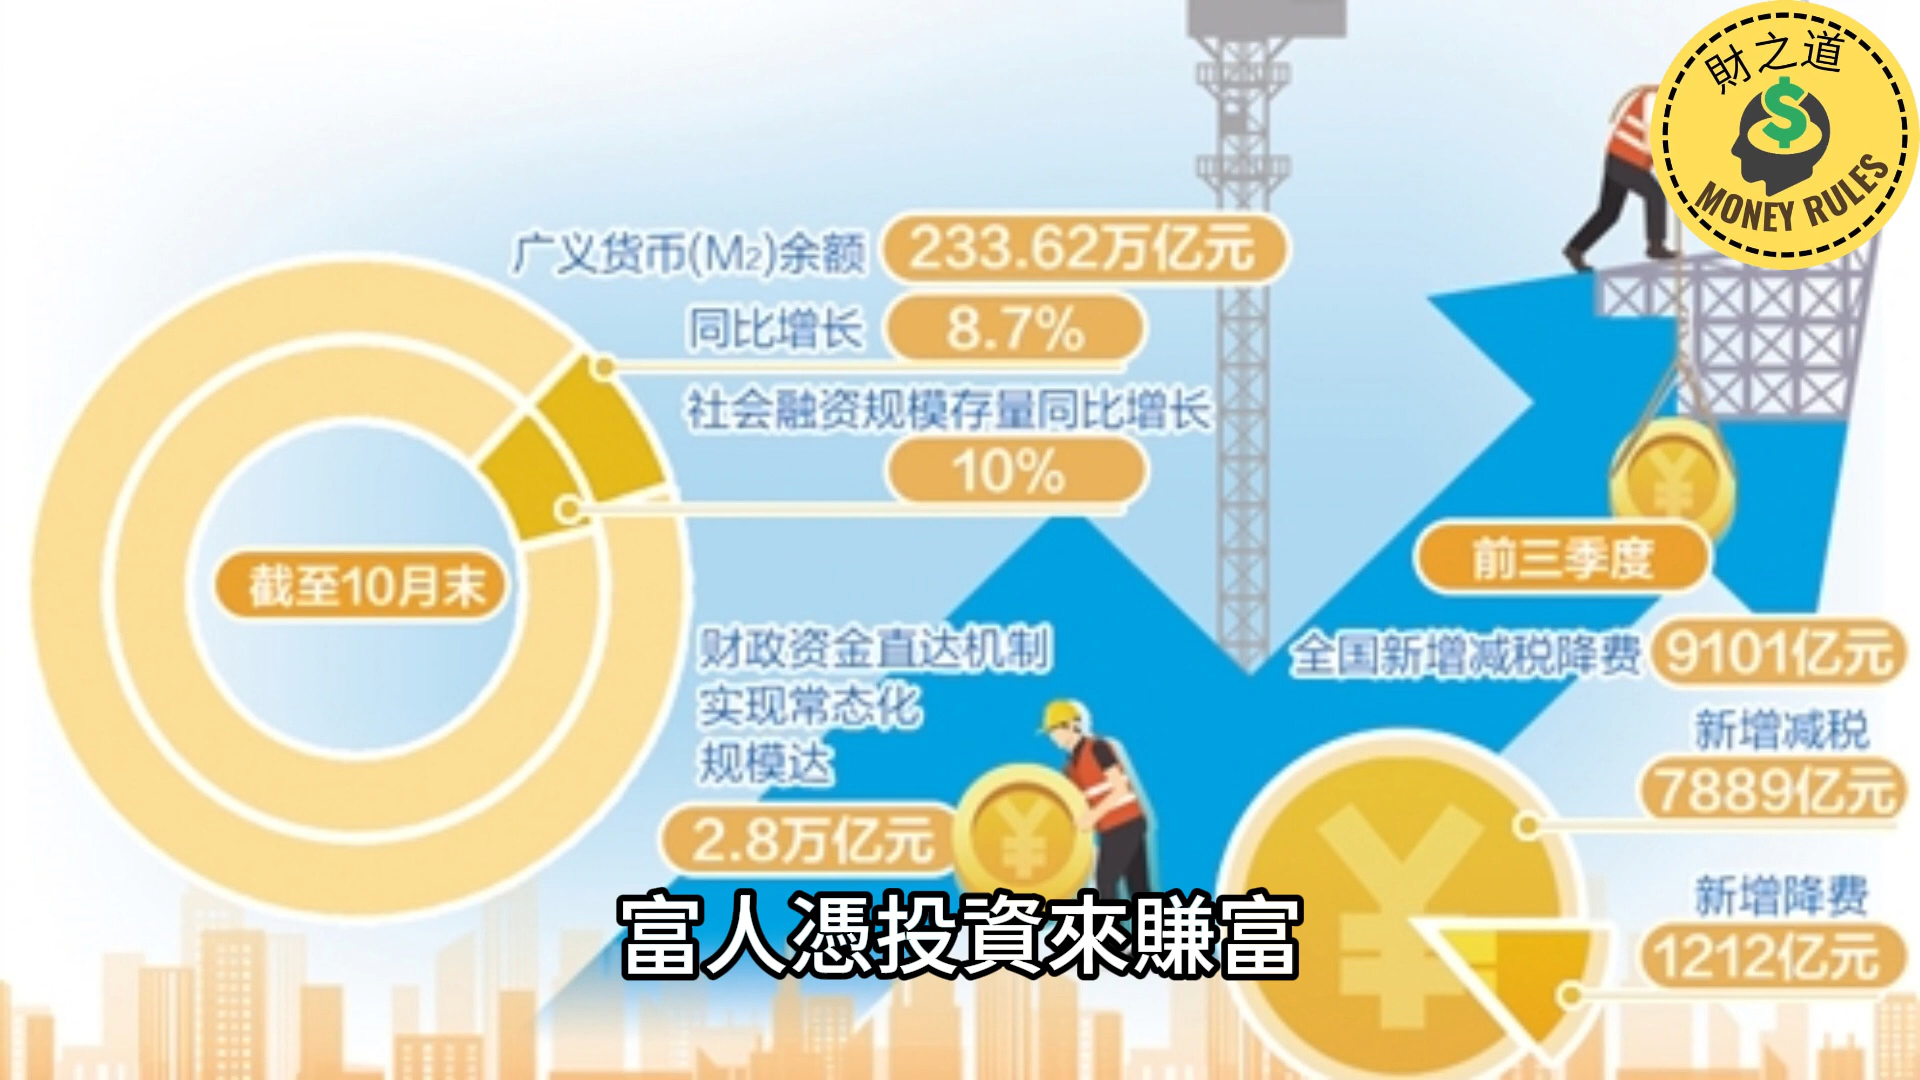 財之道
$
MONEY RULES
广义货币(M2)余额 233.62万亿元
同比增长 8.7%
社会融资规模存量同比增长
10%
截至10月末
前三季度
财政资金直达机制
实现常态化
规模达
2.8万亿元
全国新增减税降费 9101亿元
新增减税
7889亿元
新增降费
1212亿元
¥
¥
¥
富人憑投資來賺富